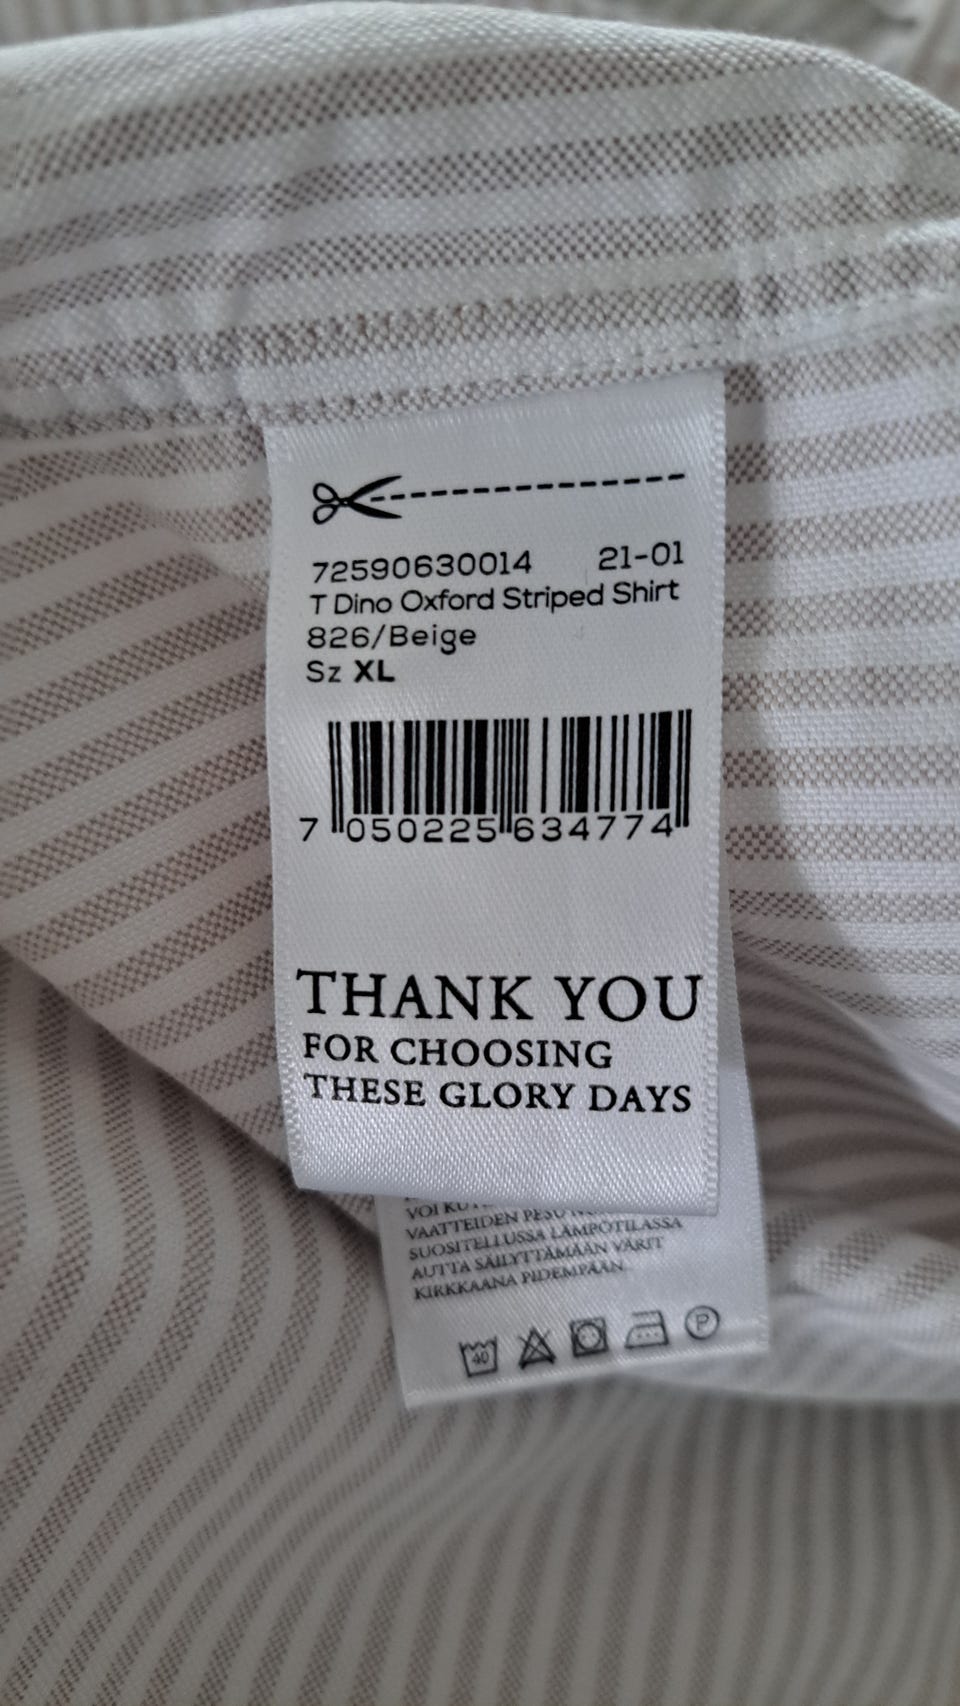 72590630014 21-01
T Dino Oxford Striped Shirt
826/Beige
Sz XL
7 050225 634774
THANK YOU
FOR CHOOSING
THESE GLORY DAYS
VOI
VAATTEIDEN PESU
SUOSITELLUSSA LÄMPÖTILASSA
AUTTA SÄILYTTÄMÄÄN VÄRIT
KIRKKAANA PIDEMPÄÄN.
40
P